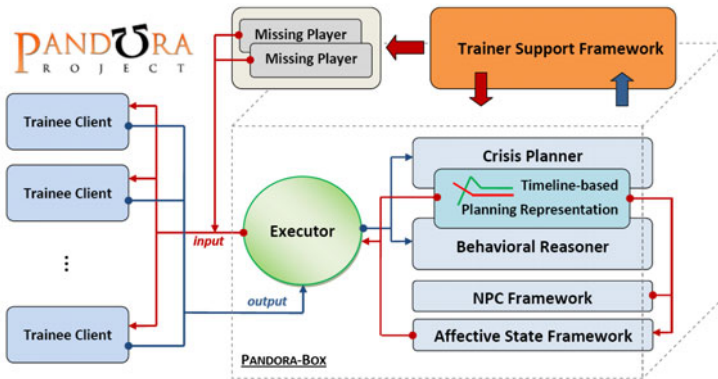 PANDORA
PROJECT
Missing Player
Missing Player
Trainer Support Framework
Trainee Client
Trainee Client
...
Trainee Client
input
output
Executor
Crisis Planner
Timeline-based
Planning Representation
Behavioral Reasoner
NPC Framework
Affective State Framework
PANDORA-BOX